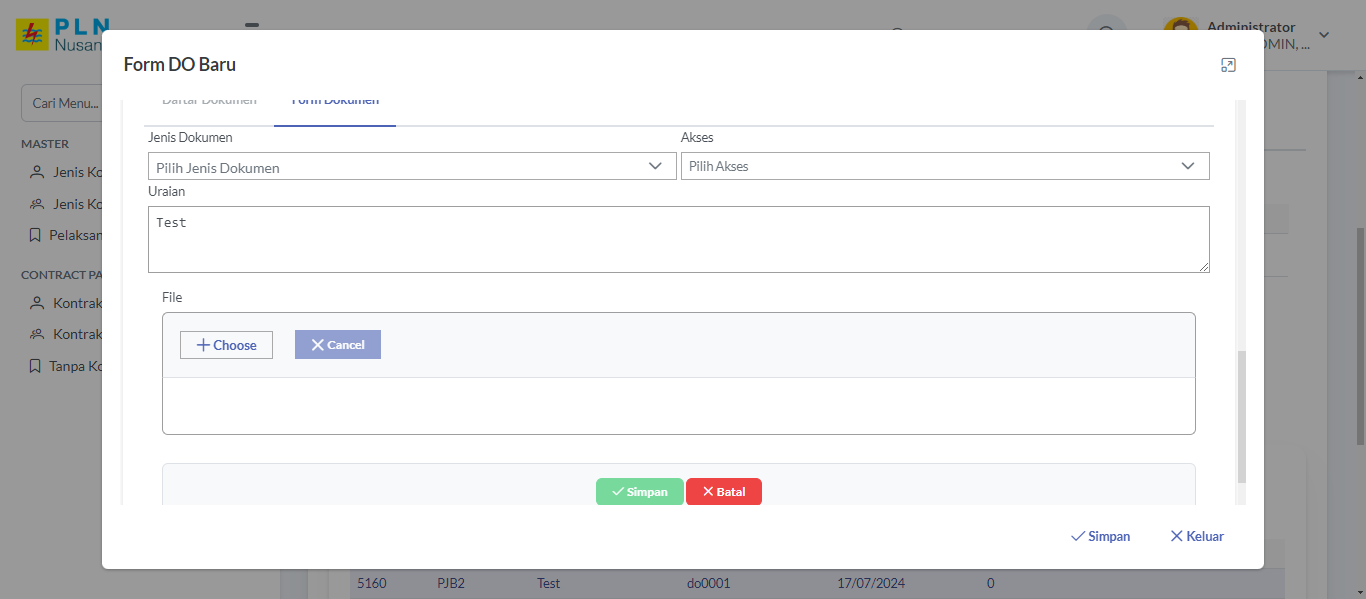 PLN
Nusan
Administrator
DMIN, ...
Form DO Baru
Cari Menu...
Daftar Dokumen
Form Dokumen
MASTER
Jenis Ko
Jenis Ko
Pelaksan
CONTRACT PA
Kontrak
Kontrak
Tanpa Ko
Jenis Dokumen
Akses
Pilih Jenis Dokumen
Pilih Akses
Uraian
Test
File
Choose
Cancel
Simpan
Batal
Simpan
Keluar
5160 PJB2 Test do0001 17/07/2024 0